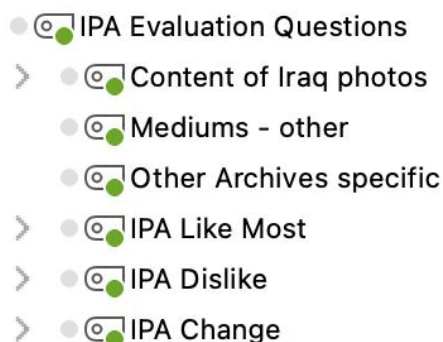 IPA Evaluation Questions
Content of Iraq photos
Mediums - other
Other Archives specific
IPA Like Most
IPA Dislike
IPA Change